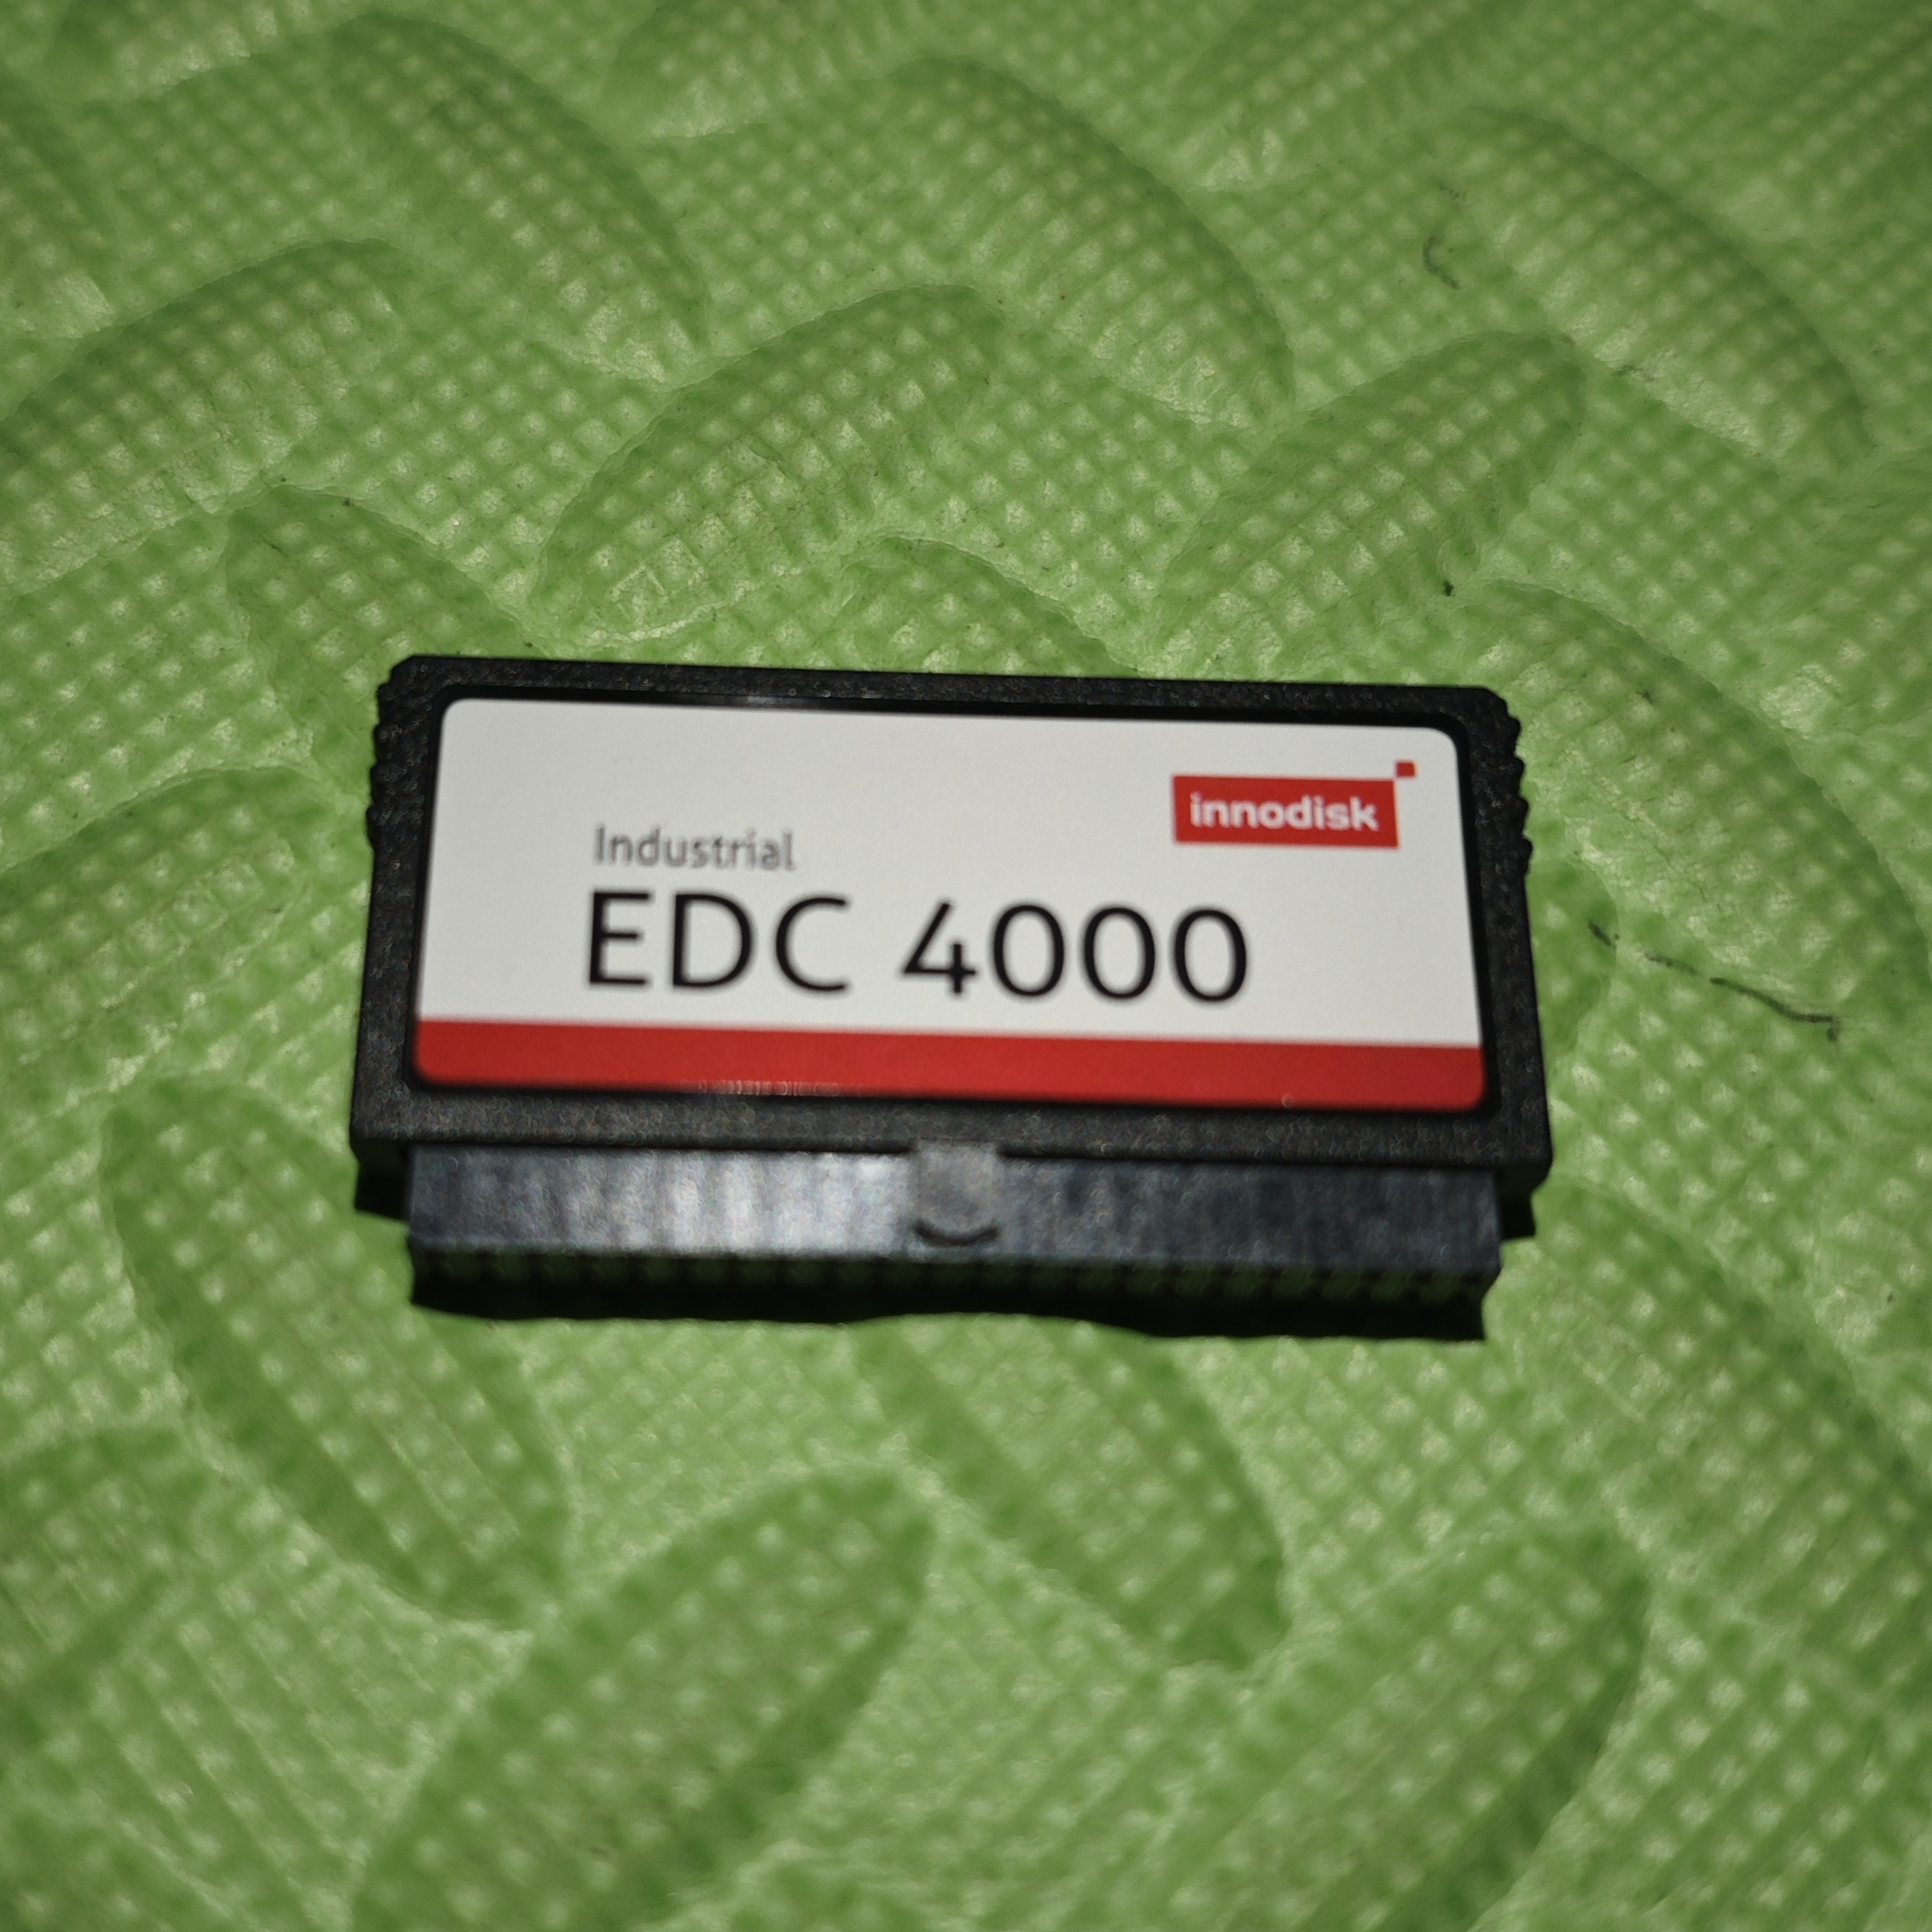 innodisk
Industrial
EDC 4000